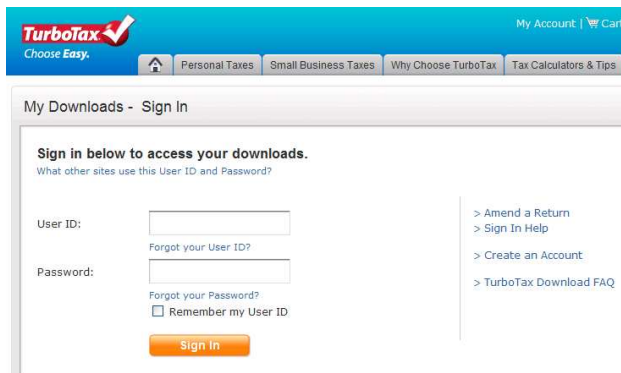 TurboTax
My Account | Cart
Choose Easy.
Personal Taxes
Small Business Taxes
Why Choose TurboTax
Tax Calculators & Tips
My Downloads - Sign In
Sign in below to access your downloads.
What other sites use this User ID and Password?
User ID:
Forgot your User ID?
Password:
Forgot your Password?
Remember my User ID
Sign In
> Amend a Return
> Sign In Help
> Create an Account
> TurboTax Download FAQ